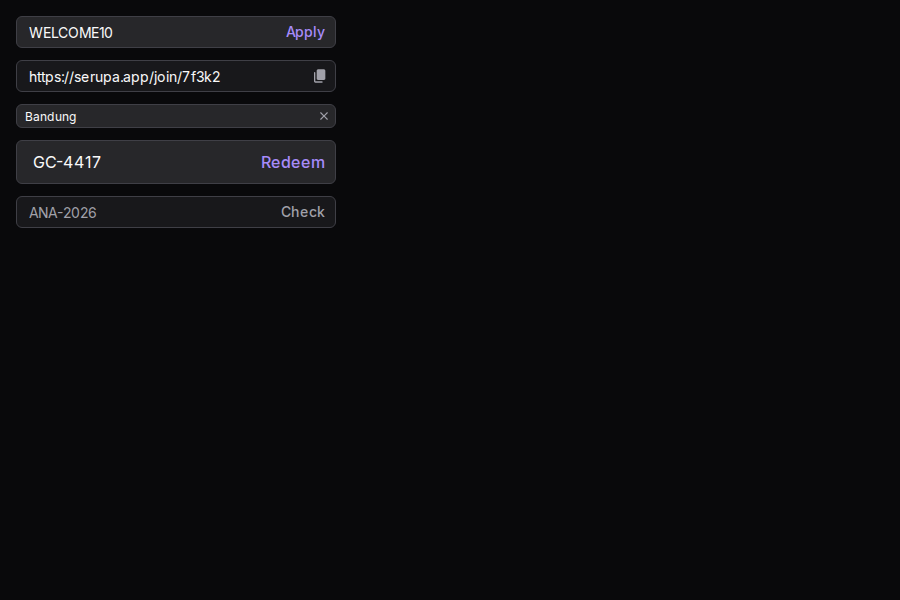 WELCOME10 Apply
https://serupa.app/join/7f3k2
Bandung
GC-4417 Redeem
ANA-2026 Check